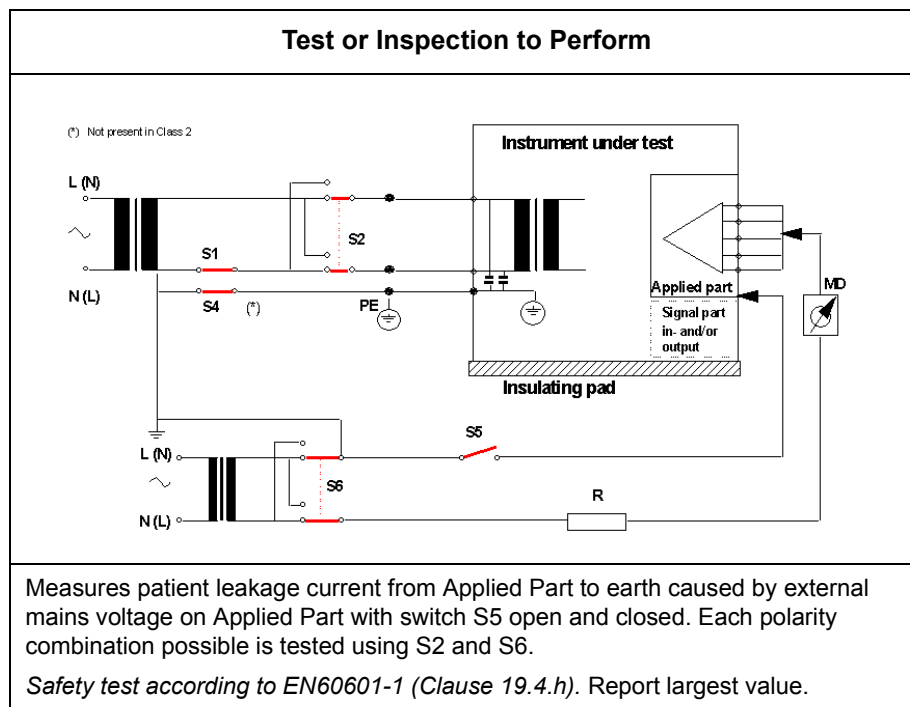 Test or Inspection to Perform
(*) Not present in Class 2
Instrument under test
L (N)
S1
S2
N (L)
S4
(*)
PE
Applied part
MD
Signal part
in- and/or
output
Insulating pad
L (N)
S5
S6
R
N (L)
Measures patient leakage current from Applied Part to earth caused by external
mains voltage on Applied Part with switch S5 open and closed. Each polarity
combination possible is tested using S2 and S6.
Safety test according to EN60601-1 (Clause 19.4.h). Report largest value.